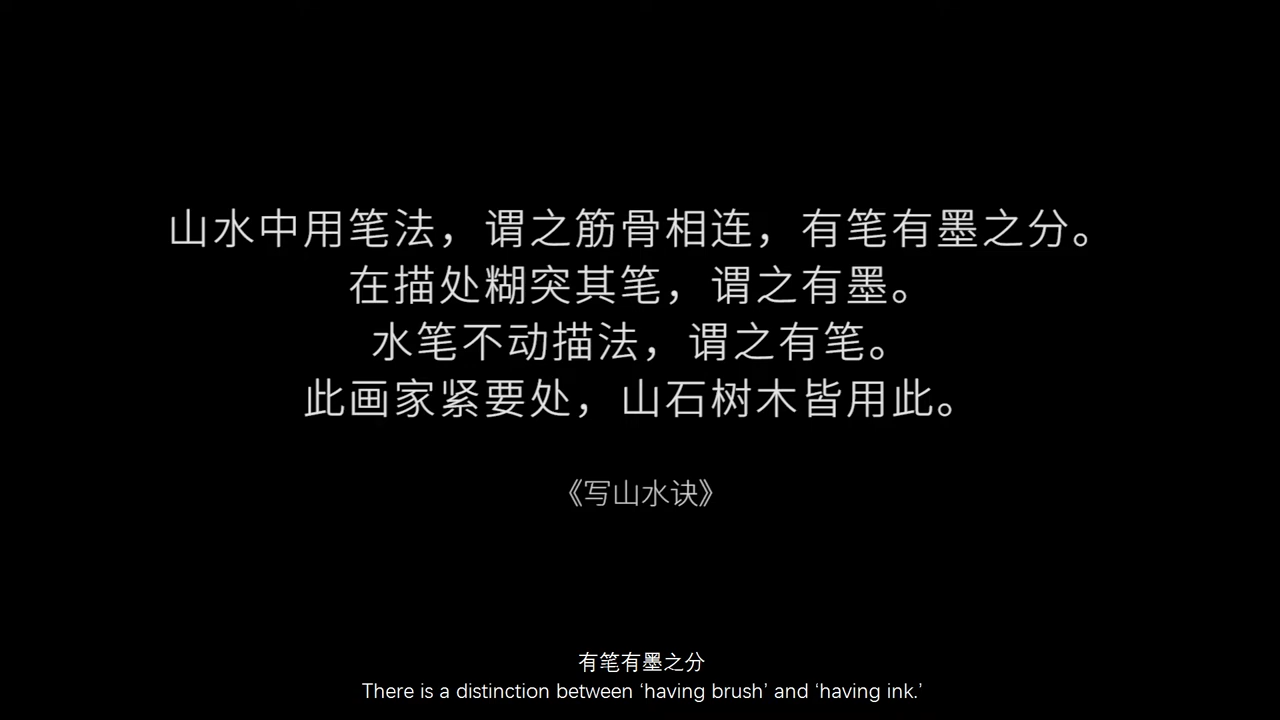 山水中用笔法，谓之筋骨相连，有笔有墨之分。
在描处糊突其笔，谓之有墨。
水笔不动描法，谓之有笔。
此画家紧要处，山石树木皆用此。
《写山水诀》
有笔有墨之分
There is a distinction between ‘having brush’ and ‘having ink.’